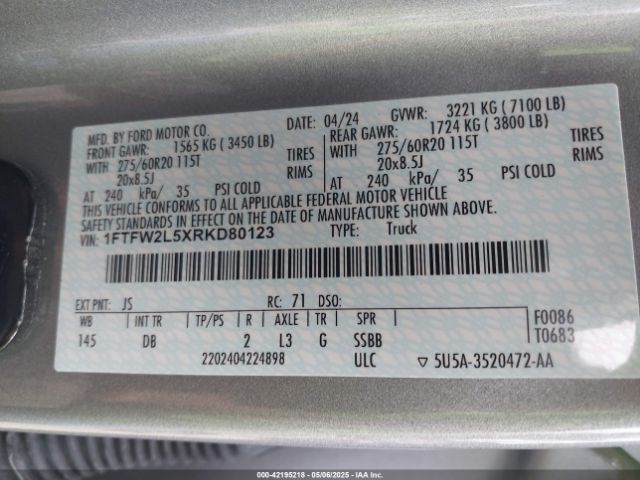 MFD. BY FORD MOTOR CO. DATE: 04/24 GVWR: 3221 KG ( 7100 LB)
FRONT GAWR: 1565 KG ( 3450 LB) REAR GAWR: 1724 KG ( 3800 LB)
WITH 275/60R20 115T TIRES WITH 275/60R20 115T TIRES
20x8.5J RIMS 20x8.5J RIMS
AT 240 kPa/ 35 PSI COLD AT 240 kPa/ 35 PSI COLD
THIS VEHICLE CONFORMS TO ALL APPLICABLE FEDERAL MOTOR VEHICLE
SAFETY STANDARDS IN EFFECT ON THE DATE OF MANUFACTURE SHOWN ABOVE.
VIN: 1FTFW2L5XRKD80123 TYPE: Truck
EXT PNT: JS RC: 71 DSO:
WB INT TR TP/PS R AXLE TR SPR F0086
145 DB 2 L3 G SSBB T0683
2202404224898 ULC ▽ 5U5A-3520472-AA
000-42195218 - 05/06/2025 - IAAI.CA